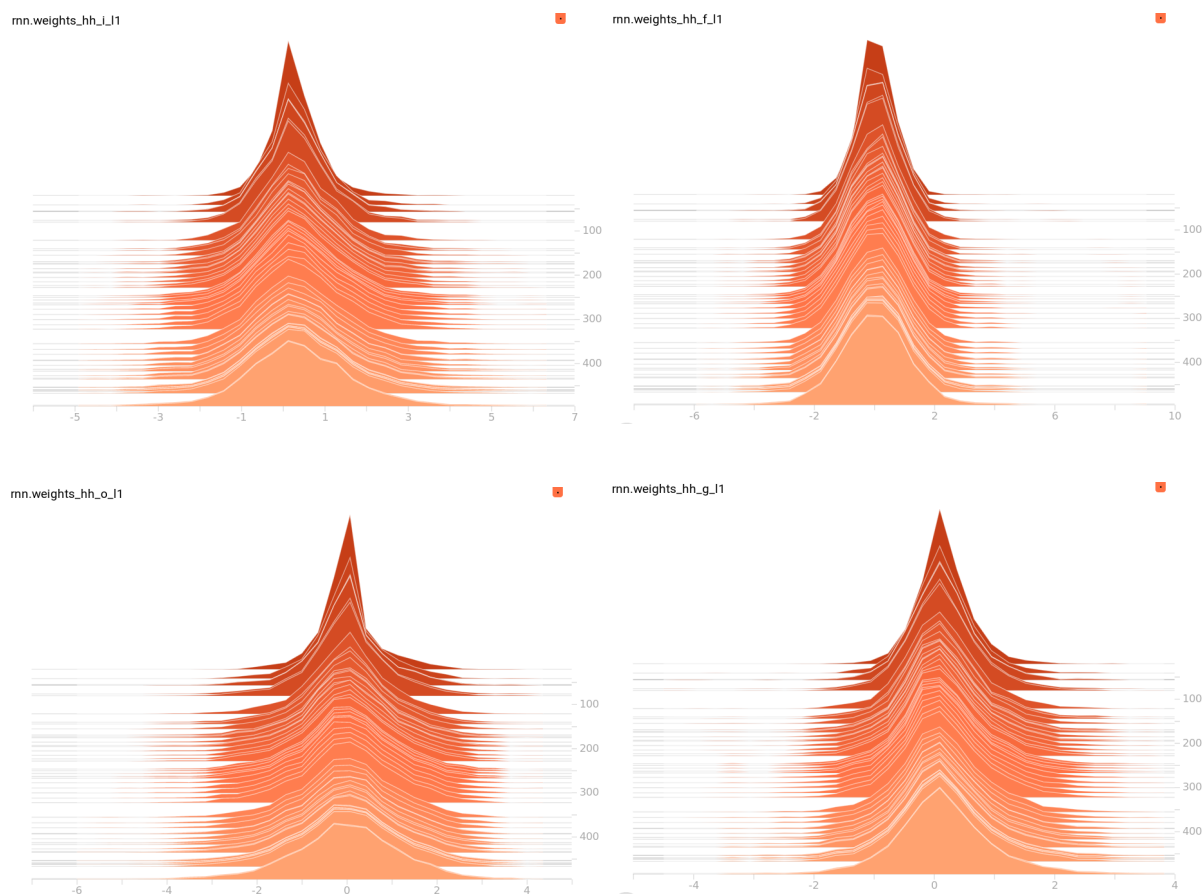 rnn.weights_hh_i_l1
100
200
300
400
-5 -3 -1 1 3 5 7
rnn.weights_hh_f_l1
100
200
300
400
-6 -2 2 6 10
rnn.weights_hh_o_l1
100
200
300
400
-6 -4 -2 0 2 4
rnn.weights_hh_g_l1
100
200
300
400
-4 -2 0 2 4